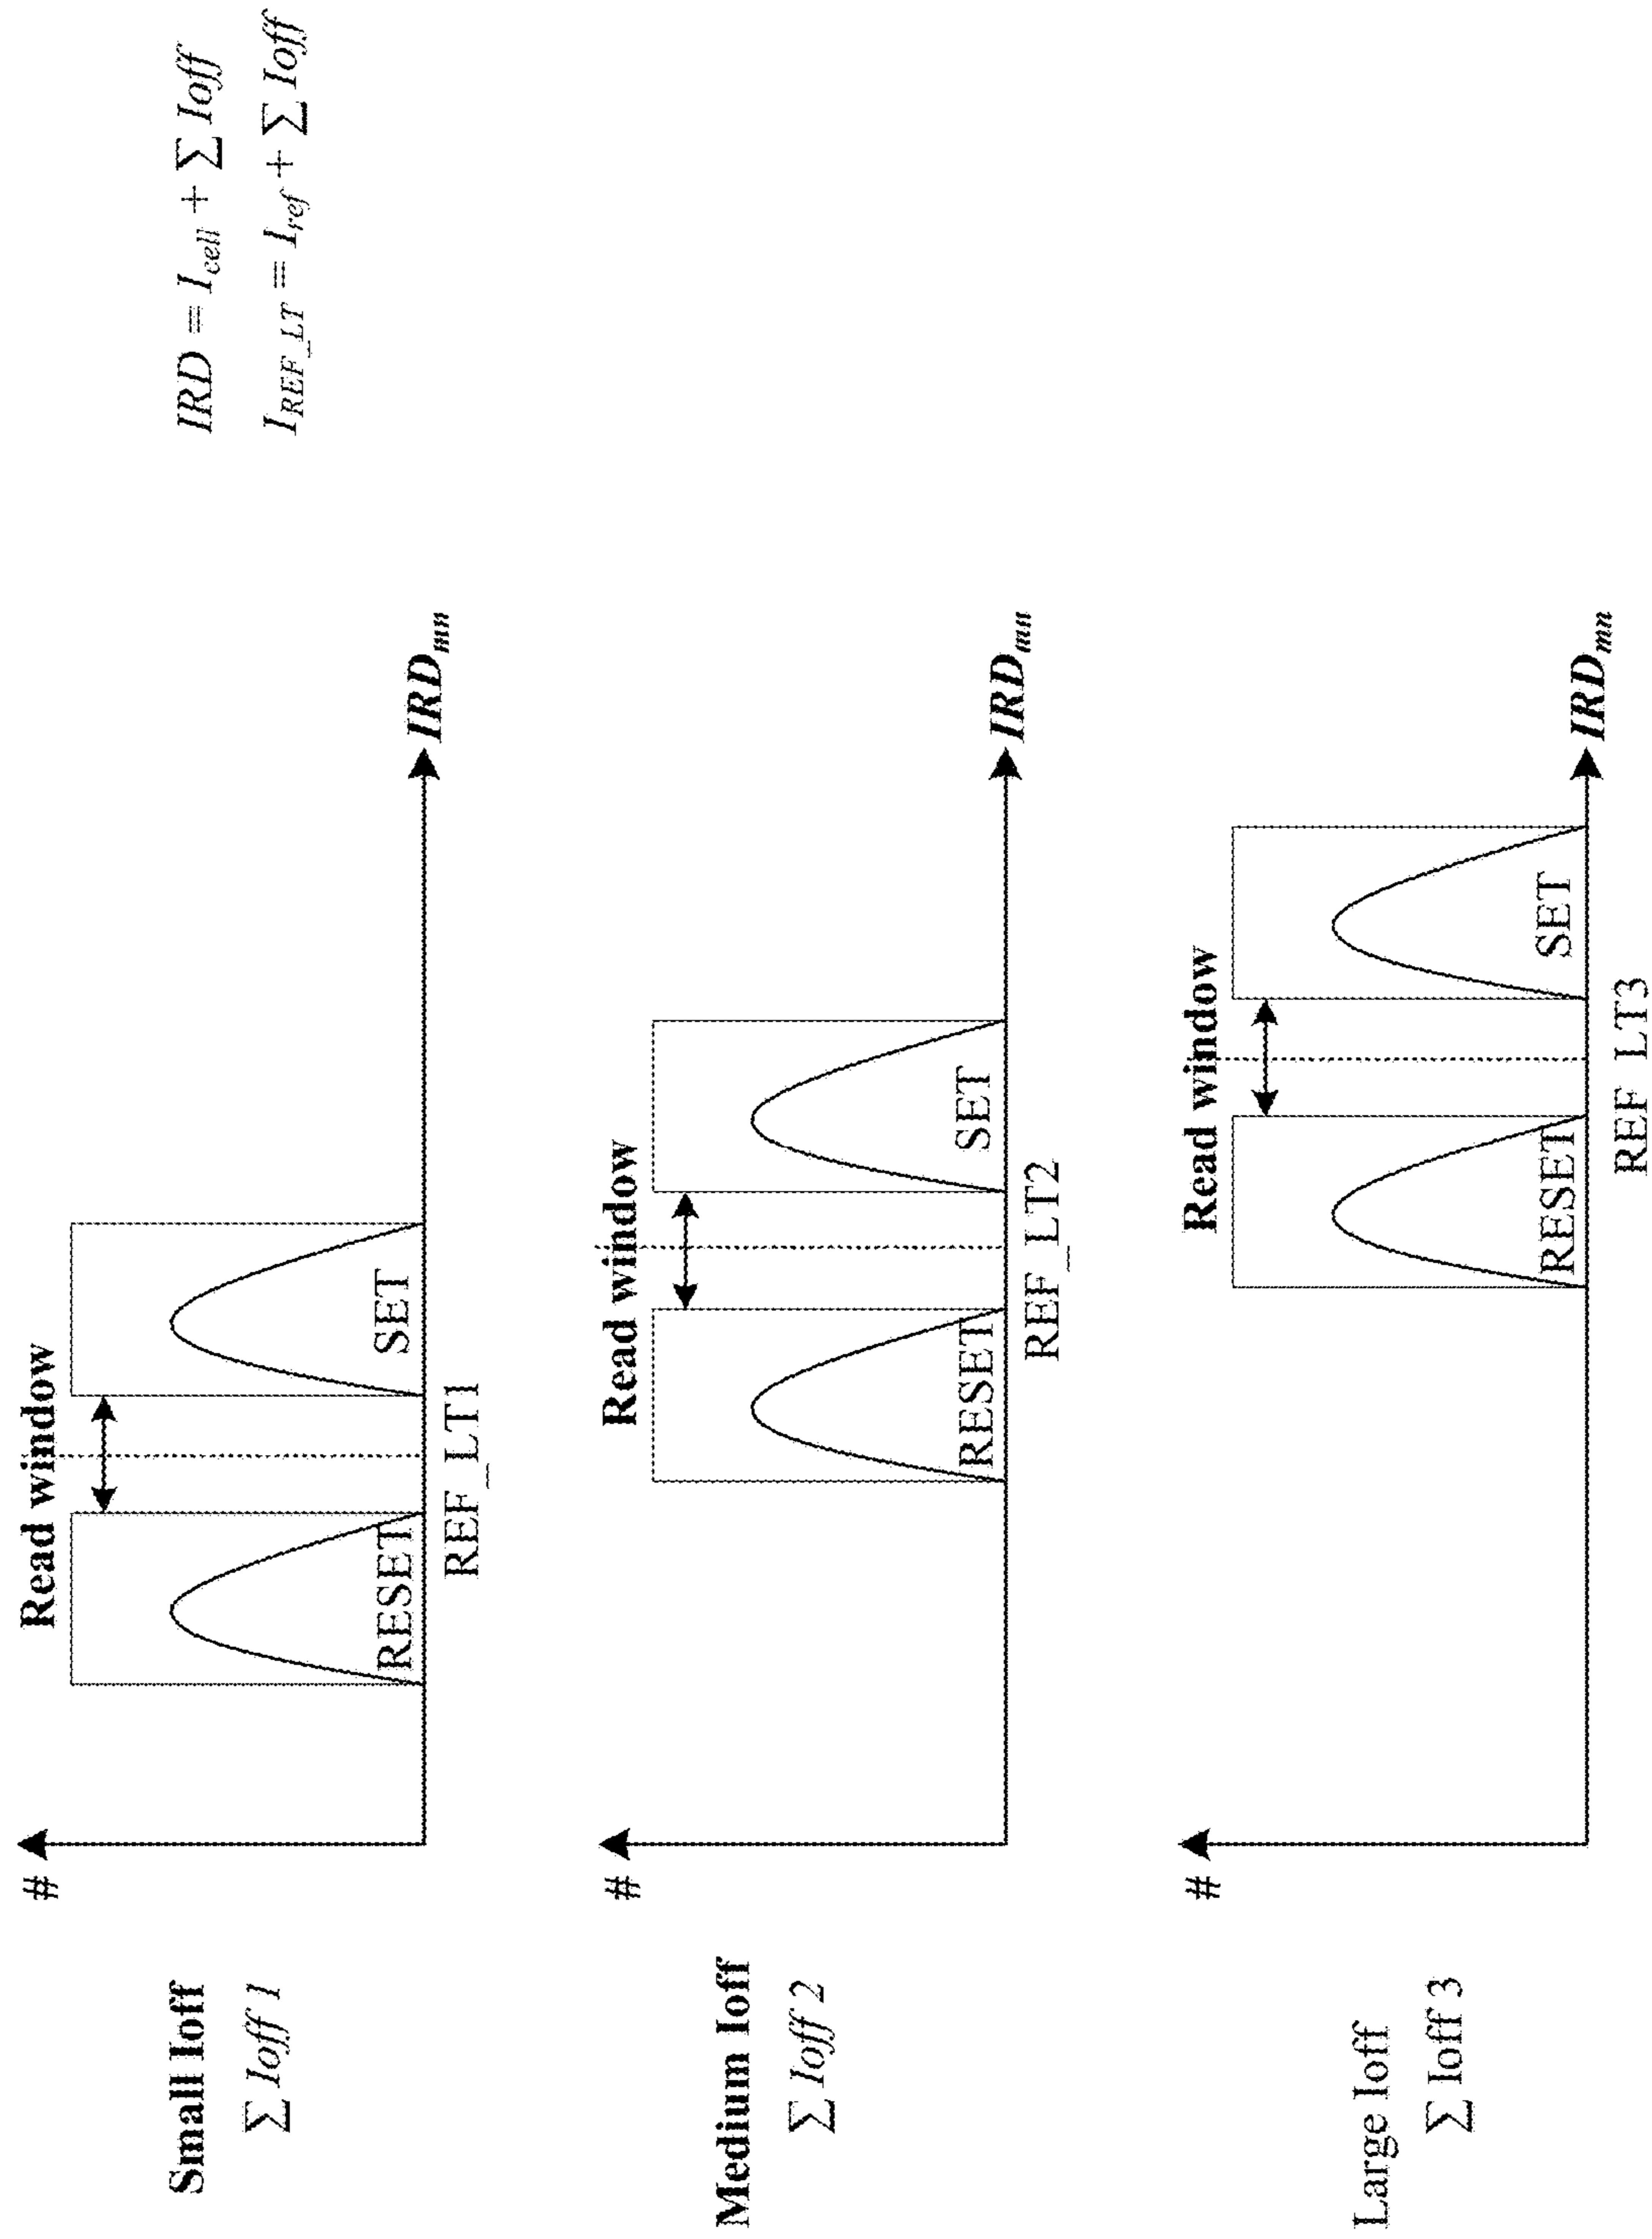 IRD = I_cell + ∑ Ioff
I_REF_LT = I_ref + ∑ Ioff
Small Ioff
∑ Ioff 1
#
Read window
RESET
SET
REF_LT1
IRD_mn
Medium Ioff
∑ Ioff 2
#
Read window
RESET
SET
REF_LT2
IRD_mn
Large Ioff
∑ Ioff 3
#
Read window
RESET
SET
REF_LT3
IRD_mn